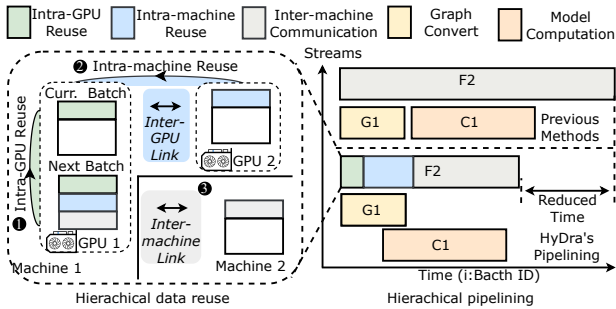 Intra-GPU
Reuse
Intra-machine
Reuse
Inter-machine
Communication
Graph
Convert
Model
Computation
❷ Intra-machine Reuse
Curr. Batch
Intra-GPU Reuse
❶
Inter-
GPU
Link
GPU 2
Next Batch
GPU 1
Machine 1
❸
Inter-
machine
Link
Machine 2
Hierachical data reuse
Streams
F2
G1
C1
Previous
Methods
F2
G1
C1
Reduced
Time
HyDra's
Pipelining
Time (i:Bacth ID)
Hierachical pipelining